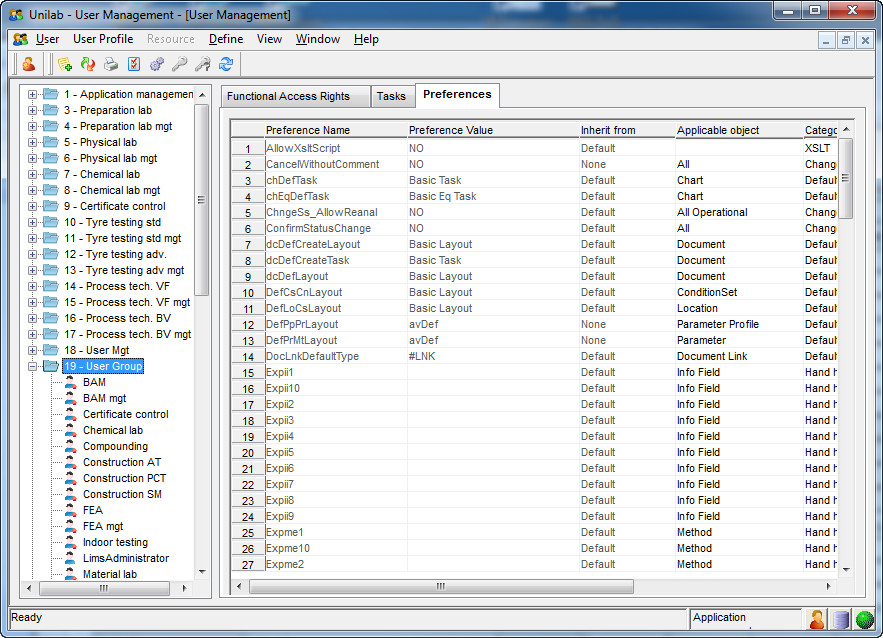 Unilab - User Management - [User Management]
User User Profile Resource Define View Window Help
1 - Application managemen
3 - Preparation lab
4 - Preparation lab mgt
5 - Physical lab
6 - Physical lab mgt
7 - Chemical lab
8 - Chemical lab mgt
9 - Certificate control
10 - Tyre testing std
11 - Tyre testing std mgt
12 - Tyre testing adv.
13 - Tyre testing adv mgt
14 - Process tech. VF
15 - Process tech. VF mgt
16 - Process tech. BV
17 - Process tech. BV mgt
18 - User Mgt
19 - User Group
BAM
BAM mgt
Certificate control
Chemical lab
Compounding
Construction AT
Construction PCT
Construction SM
FEA
FEA mgt
Indoor testing
LimsAdministrator
Material lab
Functional Access Rights Tasks Preferences
Preference Name Preference Value Inherit from Applicable object Catego
1 AllowXsltScript NO Default XSLT
2 CancelWithoutComment NO None All Chang
3 chDefTask Basic Task Default Chart Defaul
4 chEqDefTask Basic Eq Task Default Chart Defaul
5 ChngeSs_AllowReanal NO Default All Operational Chang
6 ConfirmStatusChange NO Default All Chang
7 dcDefCreateLayout Basic Layout Default Document Defaul
8 dcDefCreateTask Basic Task Default Document Defaul
9 dcDefLayout Basic Layout Default Document Defaul
10 DefCsCnLayout Basic Layout Default ConditionSet Defaul
11 DefLoCsLayout Basic Layout Default Location Defaul
12 DefPpPrLayout avDef None Parameter Profile Defaul
13 DefPrMtLayout avDef None Parameter Defaul
14 DocLnkDefaultType #LNK Default Document Link Defaul
15 Expii1 Default Info Field Hand h
16 Expii10 Default Info Field Hand h
17 Expii2 Default Info Field Hand h
18 Expii3 Default Info Field Hand h
19 Expii4 Default Info Field Hand h
20 Expii5 Default Info Field Hand h
21 Expii6 Default Info Field Hand h
22 Expii7 Default Info Field Hand h
23 Expii8 Default Info Field Hand h
24 Expii9 Default Info Field Hand h
25 Expme1 Default Method Hand h
26 Expme10 Default Method Hand h
27 Expme2 Default Method Hand h
Ready Application